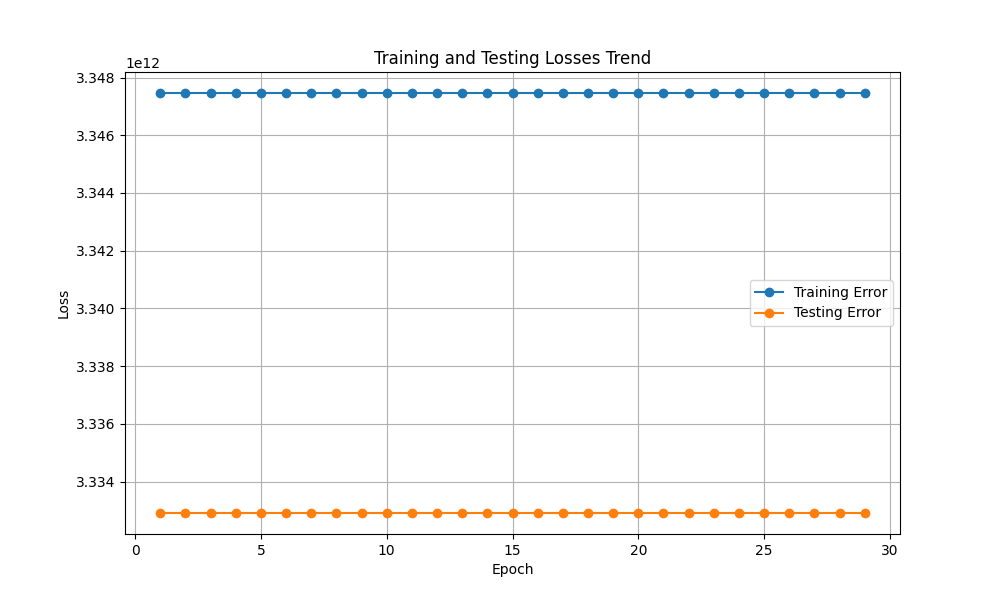 Training and Testing Losses Trend
1e12
3.348
3.346
3.344
3.342
3.340
3.338
3.336
3.334
Loss
Training Error
Testing Error
0 5 10 15 20 25 30
Epoch